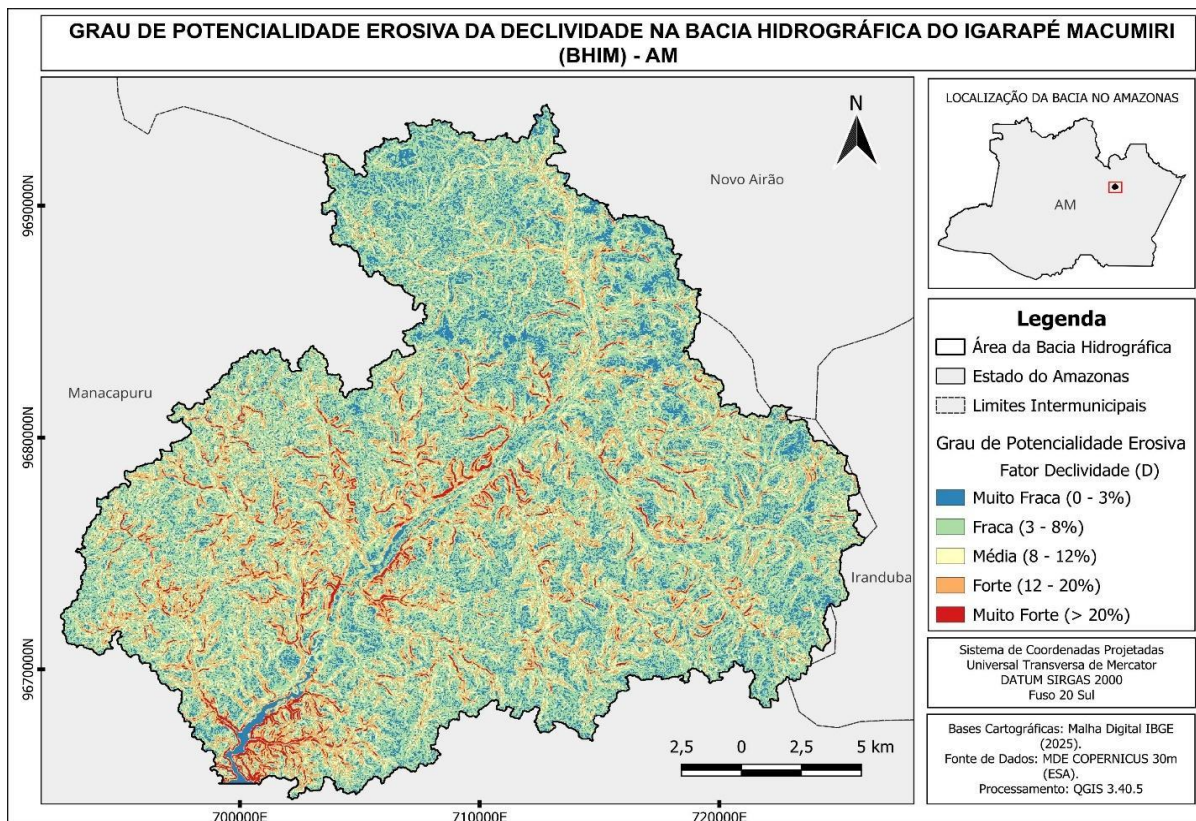 GRAU DE POTENCIALIDADE EROSIVA DA DECLIVIDADE NA BACIA HIDROGRÁFICA DO IGARAPÉ MACUMIRI
(BHIM) - AM
N
Novo Airão
Manacapuru
Iranduba
9690000N
9680000N
9670000N
700000E
710000E
720000E
2,5 0 2,5 5 km
LOCALIZAÇÃO DA BACIA NO AMAZONAS
AM
Legenda
Área da Bacia Hidrográfica
Estado do Amazonas
Limites Intermunicipais
Grau de Potencialidade Erosiva
Fator Declividade (D)
Muito Fraca (0 - 3%)
Fraca (3 - 8%)
Média (8 - 12%)
Forte (12 - 20%)
Muito Forte (> 20%)
Sistema de Coordenadas Projetadas
Universal Transversa de Mercator
DATUM SIRGAS 2000
Fuso 20 Sul
Bases Cartográficas: Malha Digital IBGE
(2025).
Fonte de Dados: MDE COPERNICUS 30m
(ESA).
Processamento: QGIS 3.40.5